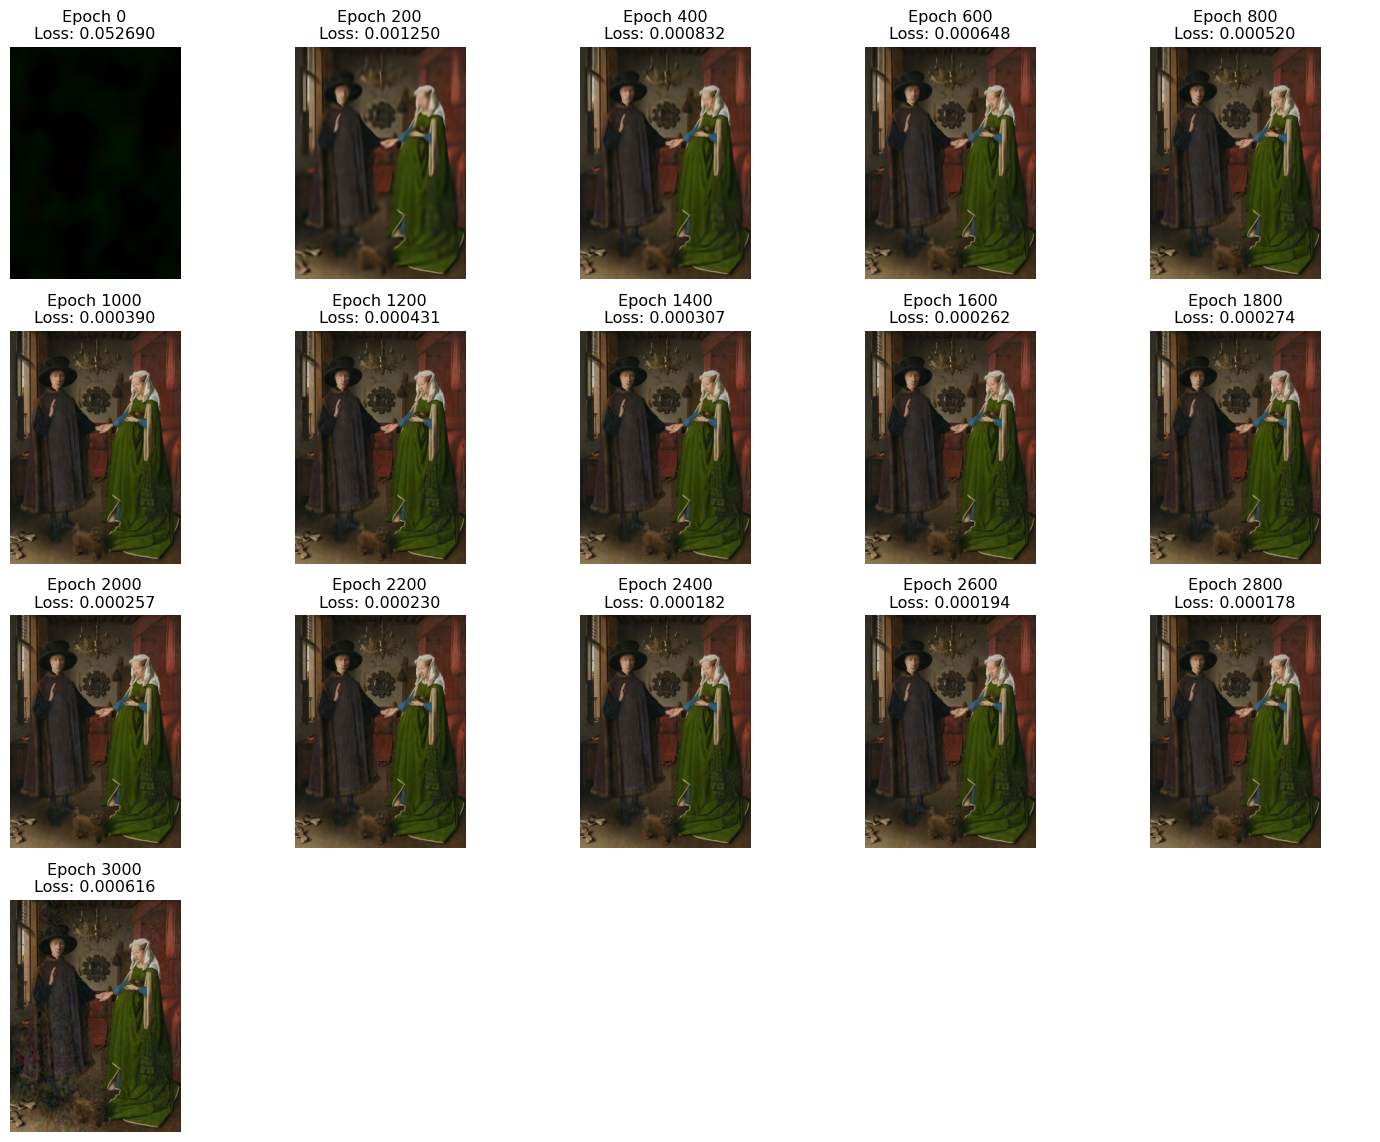 Epoch 0
Loss: 0.052690
Epoch 200
Loss: 0.001250
Epoch 400
Loss: 0.000832
Epoch 600
Loss: 0.000648
Epoch 800
Loss: 0.000520
Epoch 1000
Loss: 0.000390
Epoch 1200
Loss: 0.000431
Epoch 1400
Loss: 0.000307
Epoch 1600
Loss: 0.000262
Epoch 1800
Loss: 0.000274
Epoch 2000
Loss: 0.000257
Epoch 2200
Loss: 0.000230
Epoch 2400
Loss: 0.000182
Epoch 2600
Loss: 0.000194
Epoch 2800
Loss: 0.000178
Epoch 3000
Loss: 0.000616